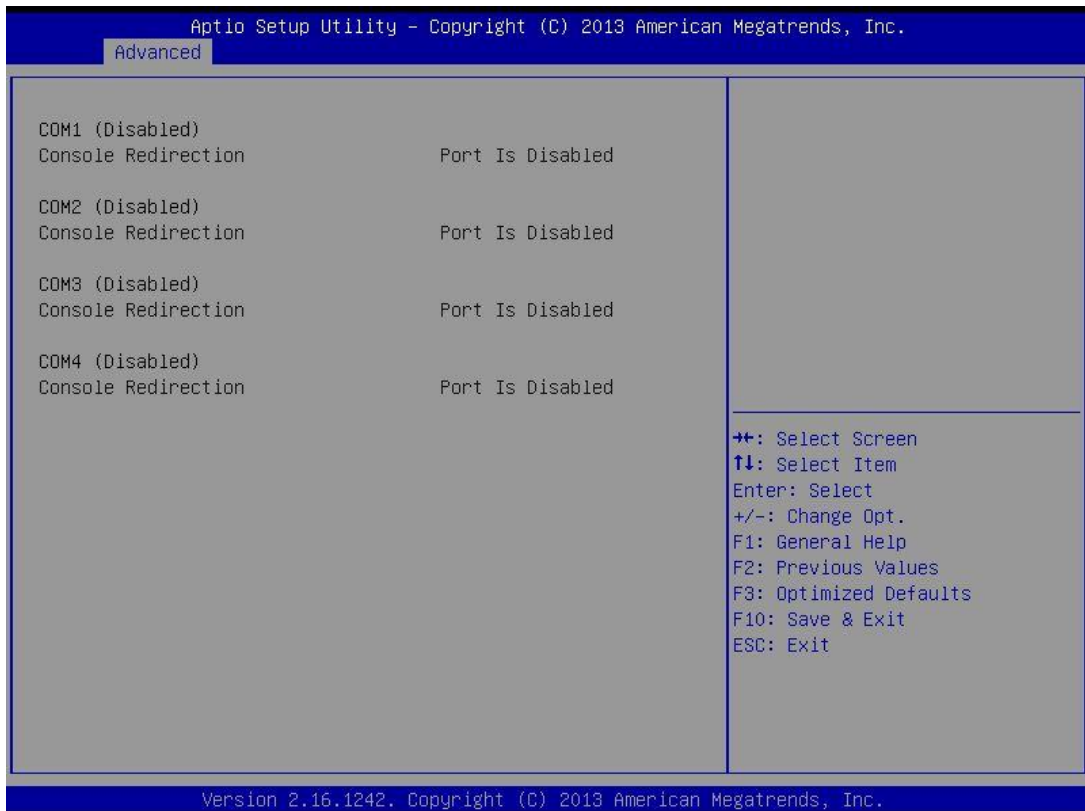 Aptio Setup Utility – Copyright (C) 2013 American Megatrends, Inc.
Advanced
COM1 (Disabled)
Console Redirection Port Is Disabled
COM2 (Disabled)
Console Redirection Port Is Disabled
COM3 (Disabled)
Console Redirection Port Is Disabled
COM4 (Disabled)
Console Redirection Port Is Disabled
→←: Select Screen
↑↓: Select Item
Enter: Select
+/-: Change Opt.
F1: General Help
F2: Previous Values
F3: Optimized Defaults
F10: Save & Exit
ESC: Exit
Version 2.16.1242. Copyright (C) 2013 American Megatrends, Inc.